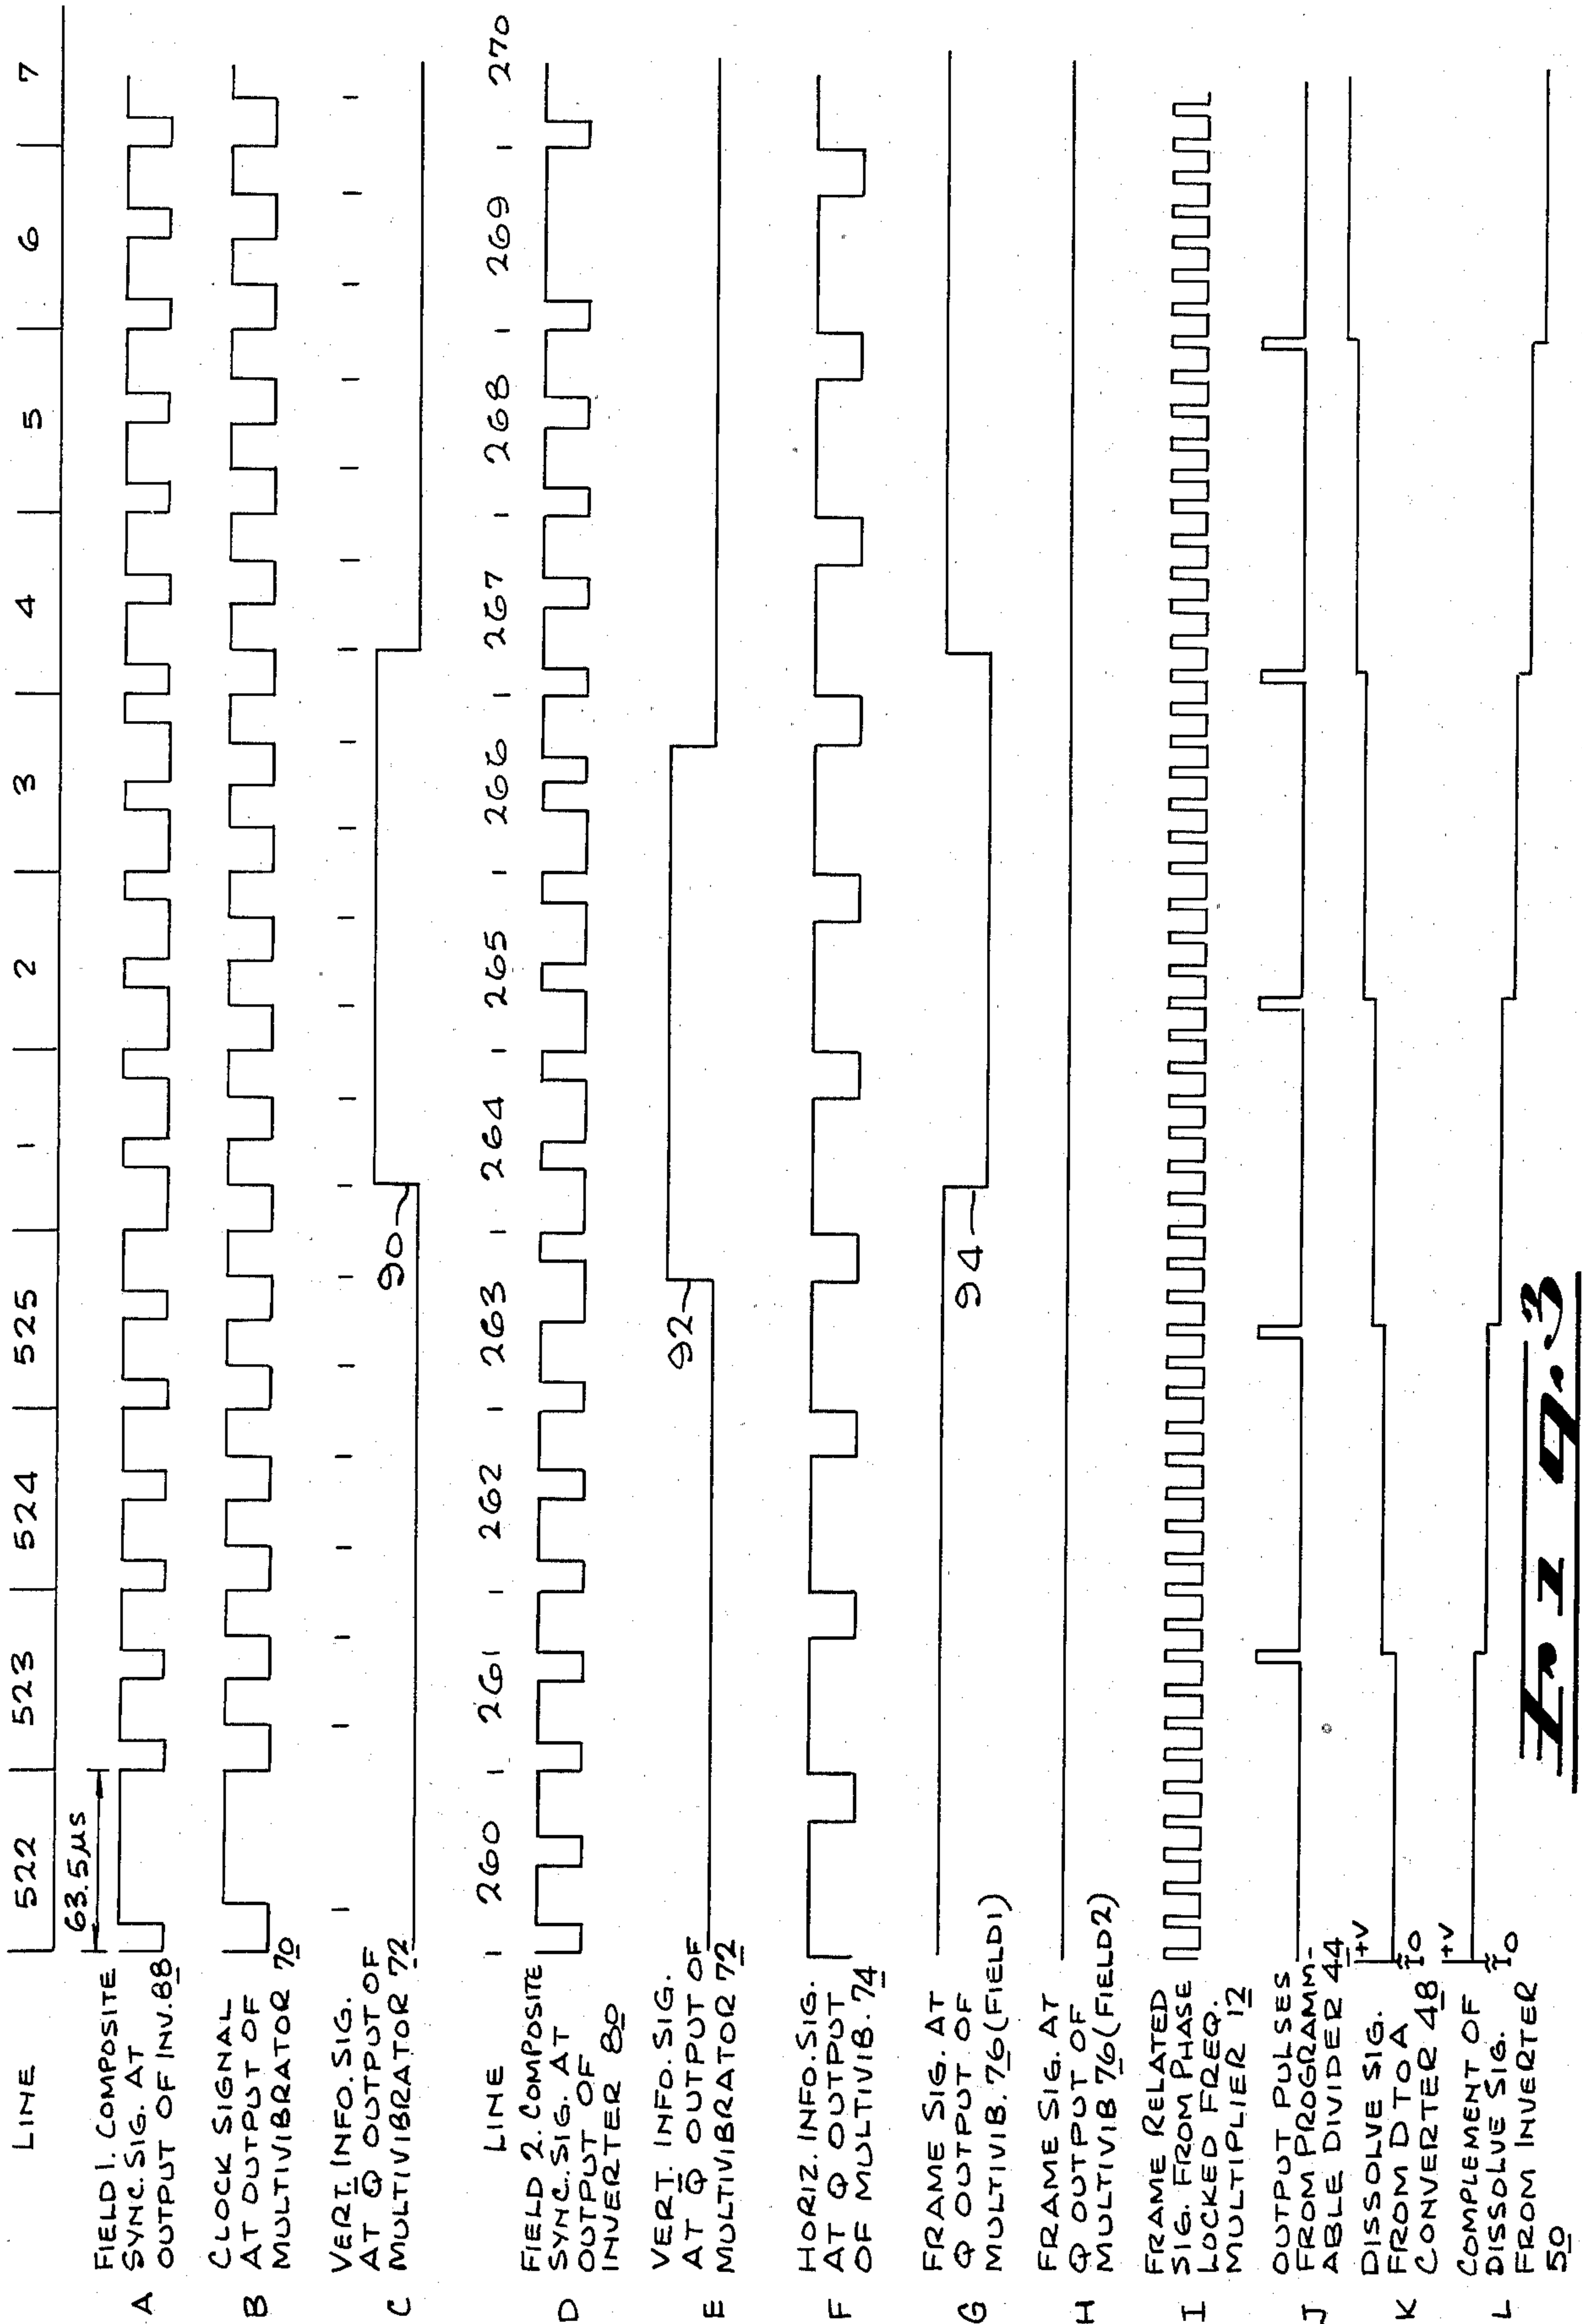 LINE 522 523 524 525 1 2 3 4 5 6 7
63.5µs
A FIELD 1. COMPOSITE
SYNC. SIG. AT
OUTPUT OF INV. 88
B CLOCK SIGNAL
AT OUTPUT OF
MULTIVIBRATOR 70
C VERT. INFO. SIG.
AT Q̅ OUTPUT OF
MULTIVIBRATOR 72
90
LINE 260 261 262 263 264 265 266 267 268 269 270
D FIELD 2. COMPOSITE
SYNC. SIG. AT
OUTPUT OF
INVERTER 80
E VERT. INFO. SIG.
AT Q̅ OUTPUT OF
MULTIVIBRATOR 72
92
F HORIZ. INFO. SIG.
AT Q OUTPUT
OF MULTIVIB. 74
G FRAME SIG. AT
Q OUTPUT OF
MULTIVIB. 76 (FIELD 1)
94
H FRAME SIG. AT
Q OUTPUT OF
MULTIVIB 76 (FIELD 2)
I FRAME RELATED
SIG. FROM PHASE
LOCKED FREQ.
MULTIPLIER 12
J OUTPUT PULSES
FROM PROGRAMM-
ABLE DIVIDER 44
K DISSOLVE SIG.
FROM D TO A
CONVERTER 48
+V
0
L COMPLEMENT OF
DISSOLVE SIG.
FROM INVERTER
50
+V
0
Fig. 3